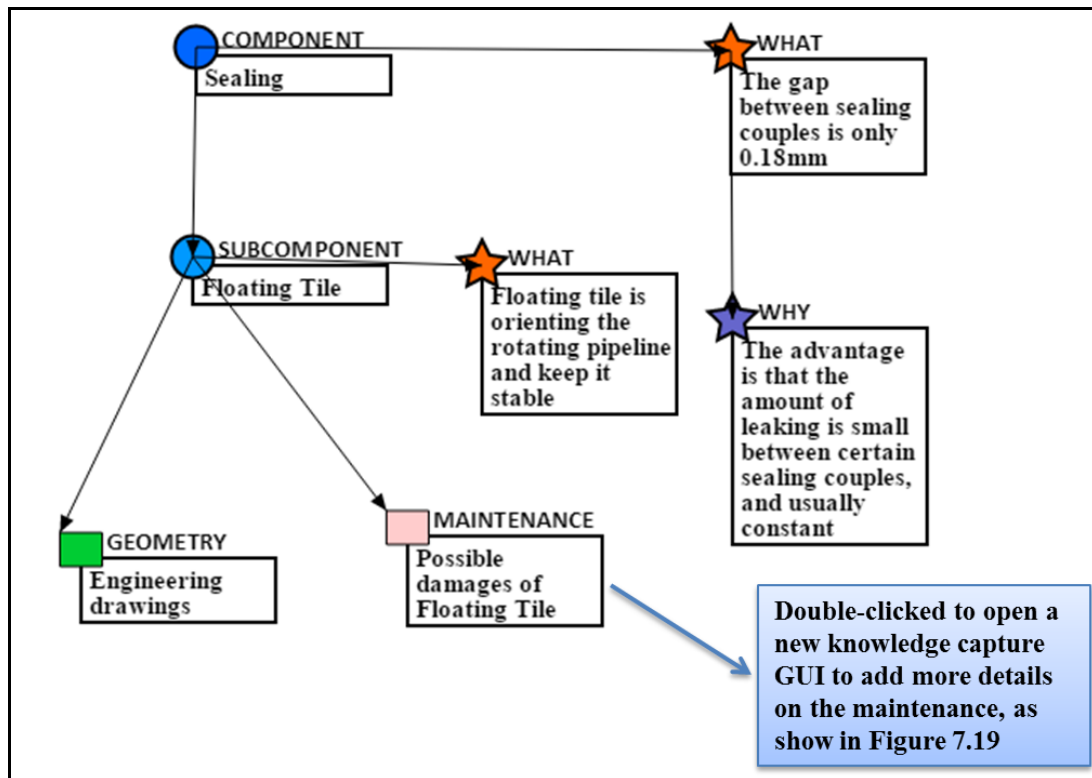 COMPONENT
Sealing
WHAT
The gap
between sealing
couples is only
0.18mm
SUBCOMPONENT
Floating Tile
WHAT
Floating tile is
orienting the
rotating pipeline
and keep it
stable
WHY
The advantage
is that the
amount of
leaking is small
between certain
sealing couples,
and usually
constant
GEOMETRY
Engineering
drawings
MAINTENANCE
Possible
damages of
Floating Tile
Double-clicked to open a
new knowledge capture
GUI to add more details
on the maintenance, as
show in Figure 7.19